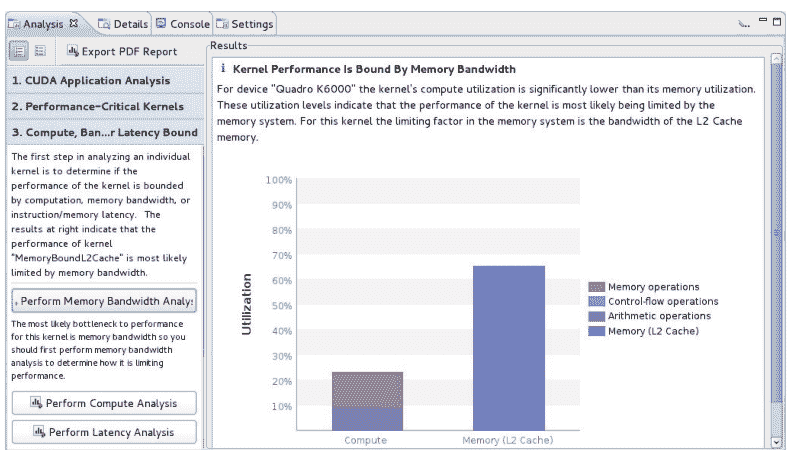 Analysis
Details
Console
Settings
Export PDF Report
Results
1. CUDA Application Analysis
2. Performance-Critical Kernels
3. Compute, Ban...r Latency Bound
The first step in analyzing an individual
kernel is to determine if the
performance of the kernel is bounded
by computation, memory bandwidth, or
instruction/memory latency. The
results at right indicate that the
performance of kernel
"MemoryBoundL2Cache" is most likely
limited by memory bandwidth.
Perform Memory Bandwidth Analys
The most likely bottleneck to performance
for this kernel is memory bandwidth so you
should first perform memory bandwidth
analysis to determine how it is limiting
performance.
Perform Compute Analysis
Perform Latency Analysis
i Kernel Performance Is Bound By Memory Bandwidth
For device "Quadro K6000" the kernel's compute utilization is significantly lower than its memory utilization.
These utilization levels indicate that the performance of the kernel is most likely being limited by the
memory system. For this kernel the limiting factor in the memory system is the bandwidth of the L2 Cache
memory.
Utilization
100%
90%
80%
70%
60%
50%
40%
30%
20%
10%
Compute
Memory (L2 Cache)
Memory operations
Control-flow operations
Arithmetic operations
Memory (L2 Cache)